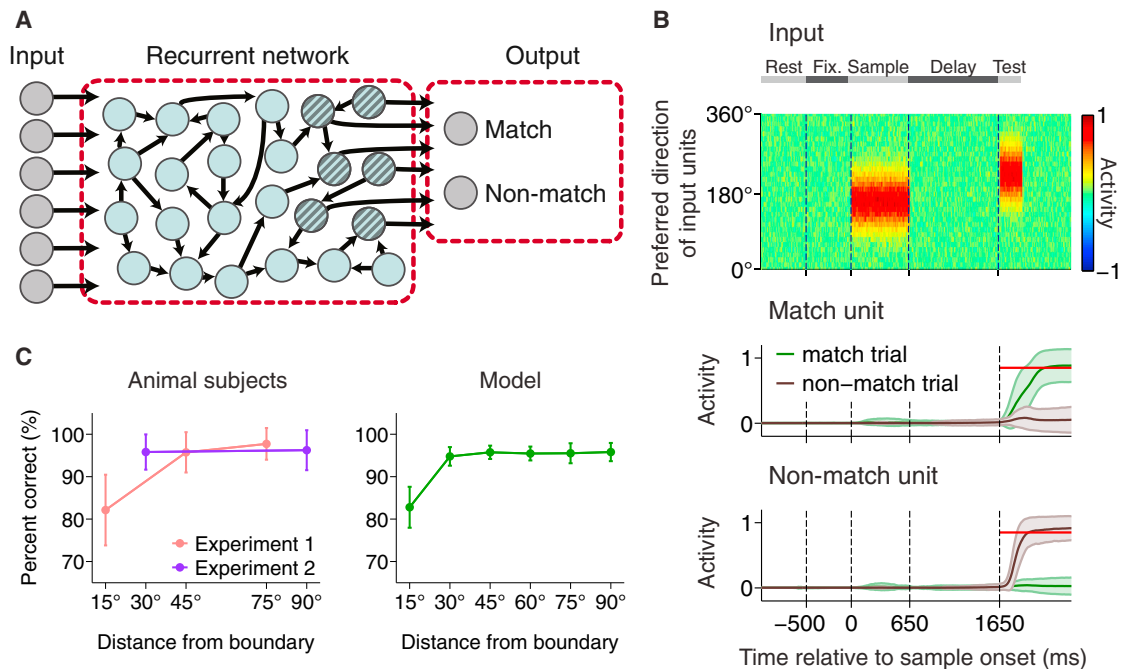 A
Input
Recurrent network
Output
Match
Non-match
B
Input
Rest Fix. Sample Delay Test
360°
180°
0°
Preferred direction
of input units
1
−1
Activity
Match unit
1
0
Activity
match trial
non−match trial
1650
Non-match unit
1
0
Activity
−500 0 650 1650
Time relative to sample onset (ms)
C
Animal subjects
Model
Percent correct (%)
100
90
80
70
Experiment 1
Experiment 2
15° 30° 45° 75° 90°
Distance from boundary
100
90
80
70
15° 30° 45° 60° 75° 90°
Distance from boundary